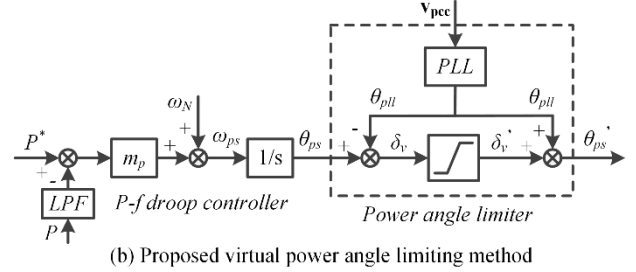 v_pcc
PLL
ω_N
θ_pll θ_pll
P* + - m_p + + ω_ps 1/s θ_ps + - δ_v δ_v' + + θ_ps'
LPF
P
P-f droop controller
Power angle limiter
(b) Proposed virtual power angle limiting method